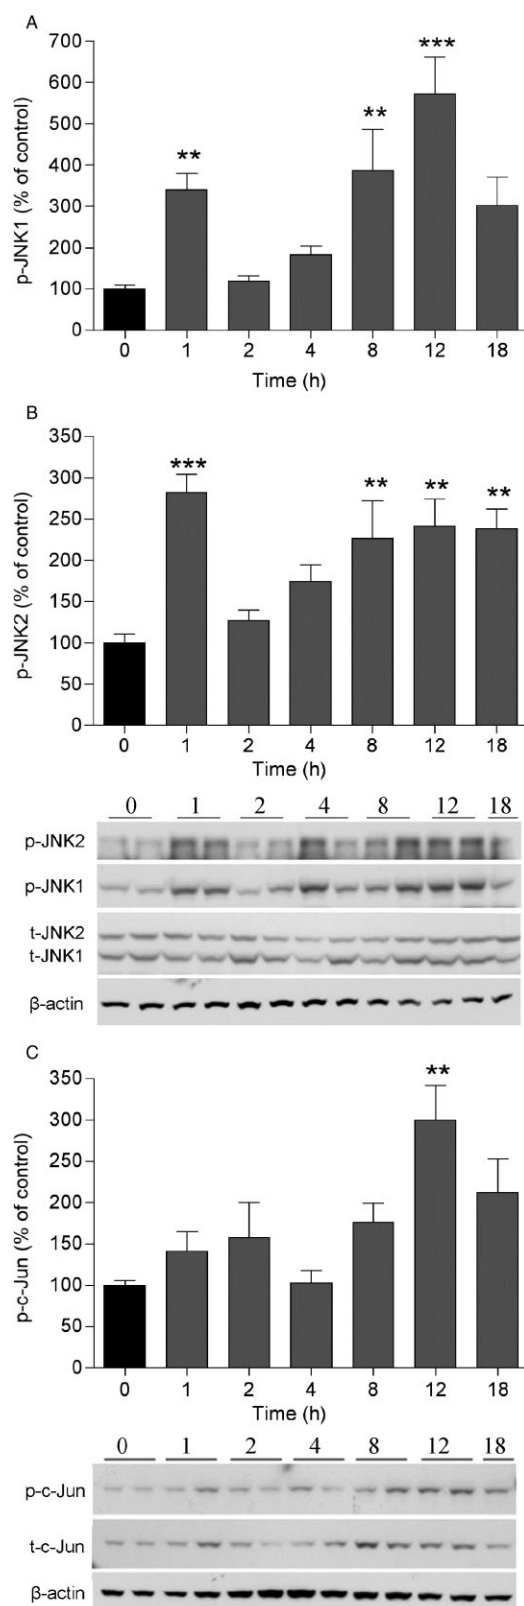 A
p-JNK1 (% of control)
700
600
500
400
300
200
100
0
**
**
***
0 1 2 4 8 12 18
Time (h)
B
p-JNK2 (% of control)
350
300
250
200
150
100
50
0
***
**
**
**
0 1 2 4 8 12 18
Time (h)
0 1 2 4 8 12 18
p-JNK2
p-JNK1
t-JNK2
t-JNK1
β-actin
C
p-c-Jun (% of control)
350
300
250
200
150
100
50
0
**
0 1 2 4 8 12 18
Time (h)
0 1 2 4 8 12 18
p-c-Jun
t-c-Jun
β-actin